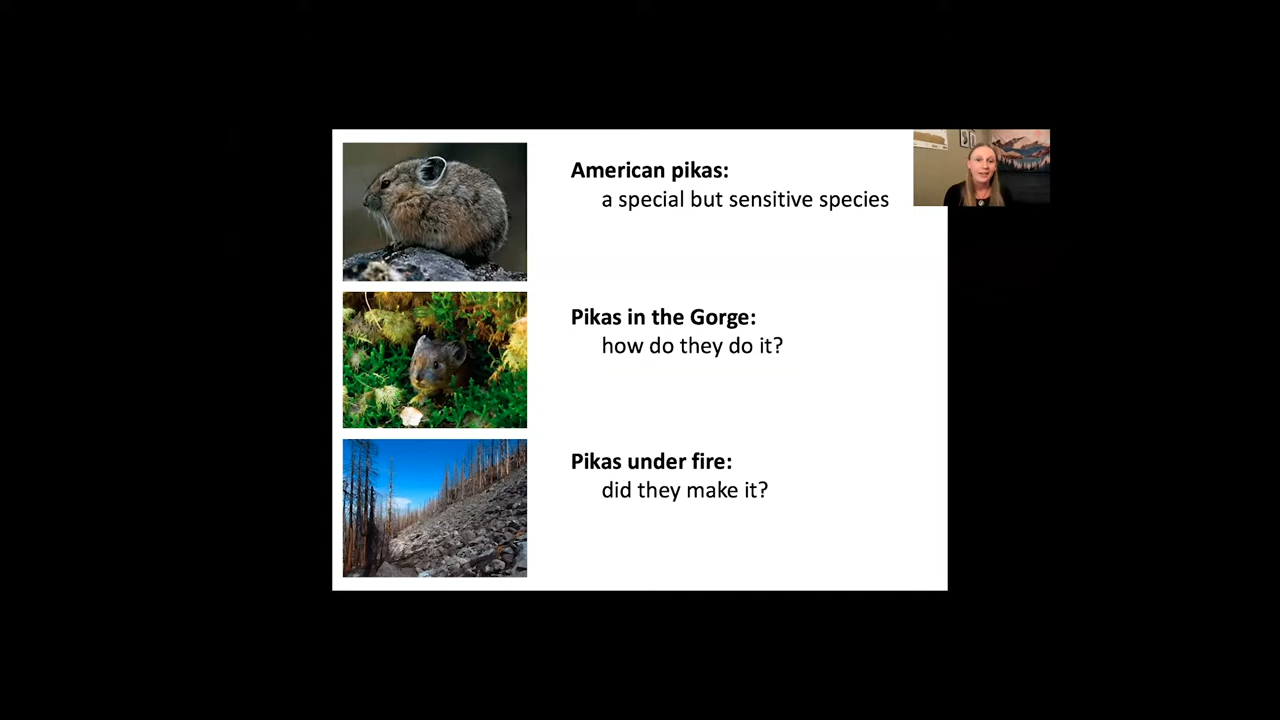 American pikas:
a special but sensitive species
Pikas in the Gorge:
how do they do it?
Pikas under fire:
did they make it?